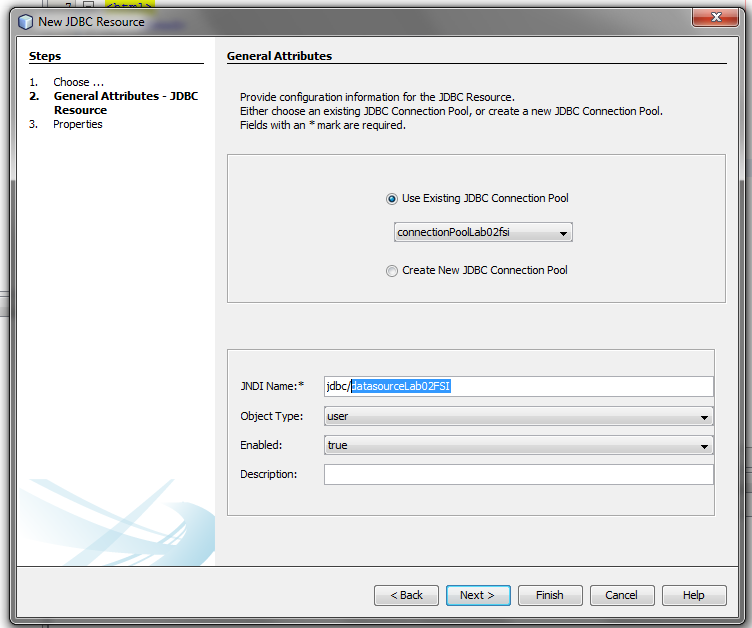 7 <html>
New JDBC Resource
Steps
1. Choose ...
2. General Attributes - JDBC
Resource
3. Properties
General Attributes
Provide configuration information for the JDBC Resource.
Either choose an existing JDBC Connection Pool, or create a new JDBC Connection Pool.
Fields with an * mark are required.
Use Existing JDBC Connection Pool
connectionPoolLab02fsi
Create New JDBC Connection Pool
JNDI Name:* jdbc/datasourceLab02FSI
Object Type: user
Enabled: true
Description:
< Back Next > Finish Cancel Help